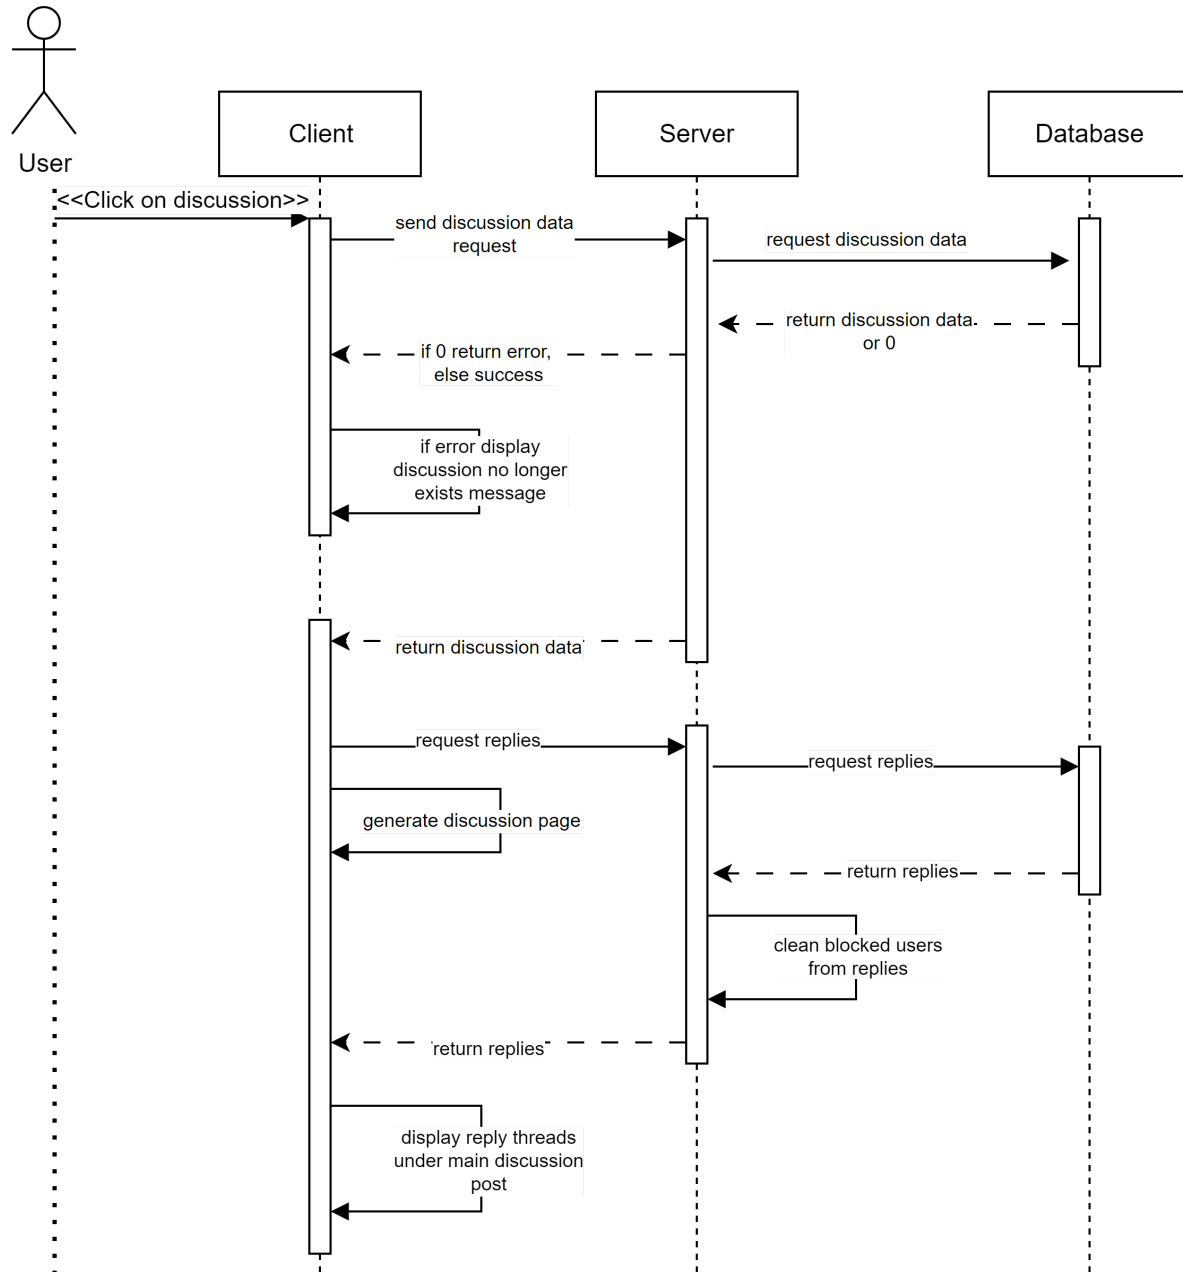 Client
Server
Database
User
<<Click on discussion>>
send discussion data
request
request discussion data
return discussion data
or 0
if 0 return error,
else success
if error display
discussion no longer
exists message
return discussion data
request replies
request replies
generate discussion page
return replies
clean blocked users
from replies
return replies
display reply threads
under main discussion
post